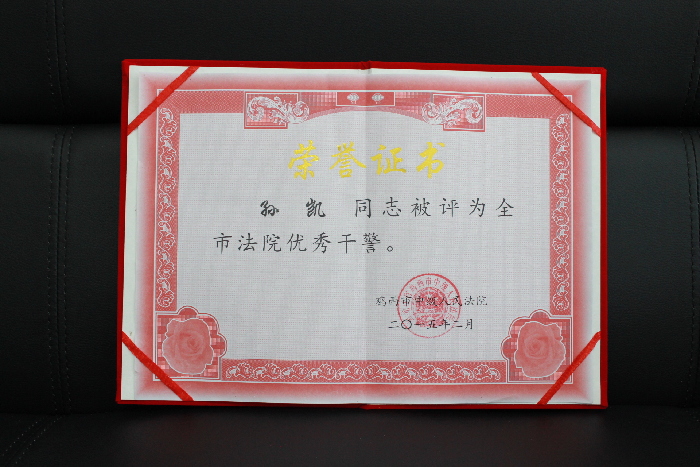 荣誉证书
孙凯 同志被评为全
市法院优秀干警。
鸡西市中级人民法院
二〇一五年二月